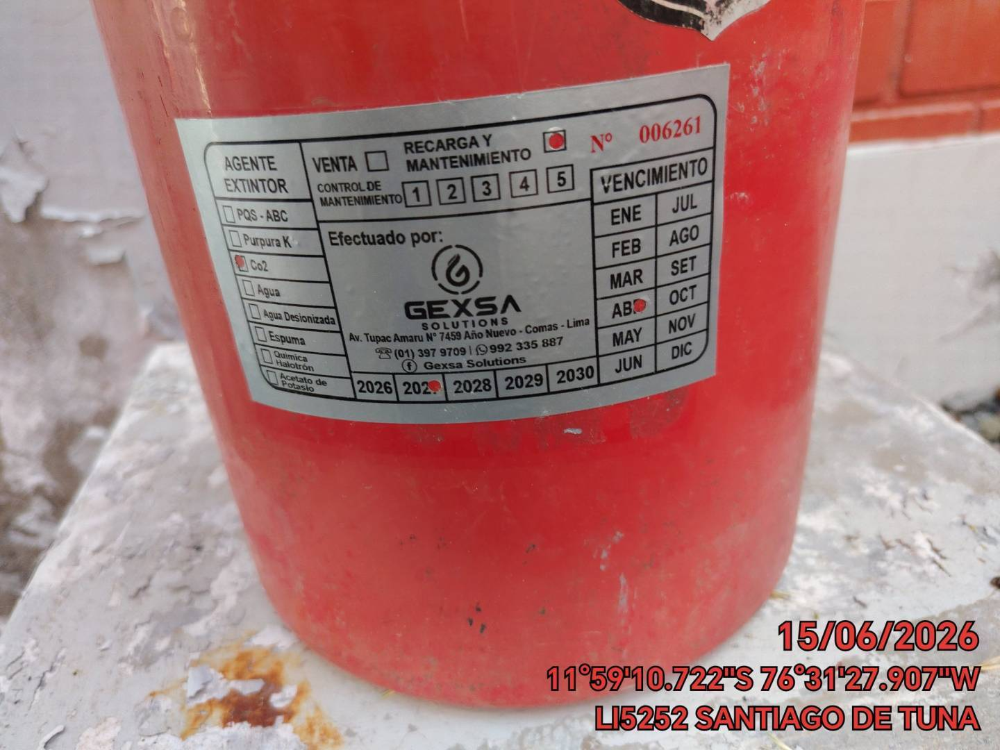 AGENTE
EXTINTOR
PQS - ABC
Purpura K
Co2
Agua
Agua Desionizada
Espuma
Quimica
Halotrón
Acetato de
Potasio
VENTA
RECARGA Y
MANTENIMIENTO
Nº 006261
CONTROL DE
MANTENIMIENTO 1 2 3 4 5
Efectuado por:
GEXSA
SOLUTIONS
Av. Tupac Amaru Nº 7459 Año Nuevo - Comas - Lima
(01) 397 9709 | 992 335 887
Gexsa Solutions
2026 202 2028 2029 2030
VENCIMIENTO
ENE JUL
FEB AGO
MAR SET
AB OCT
MAY NOV
JUN DIC
15/06/2026
11°59'10.722"S 76°31'27.907"W
LI5252 SANTIAGO DE TUNA